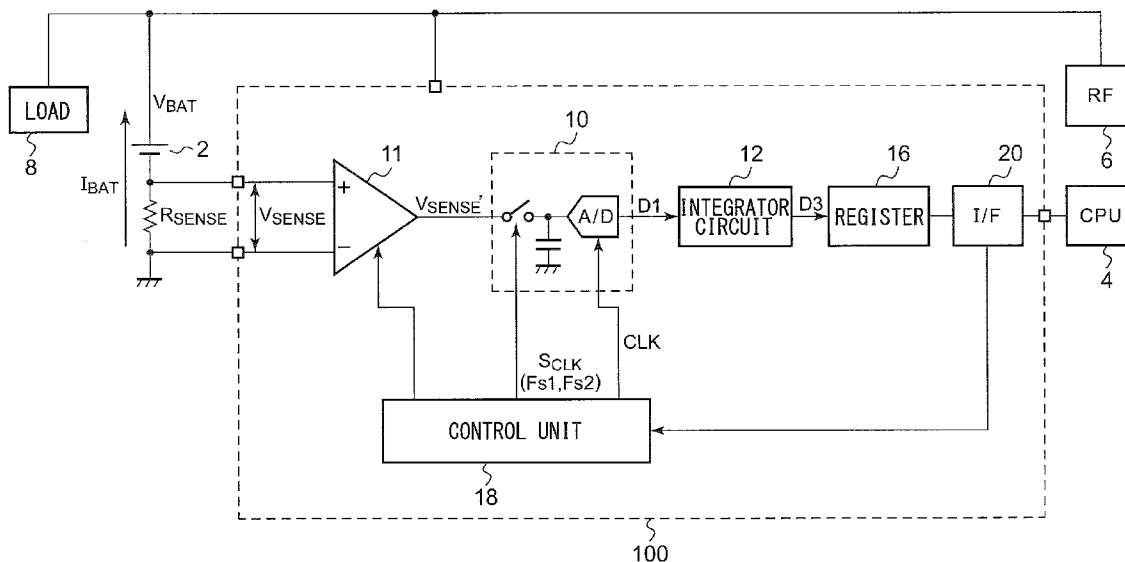 LOAD
8
VBAT
2
IBAT
RSENSE
VSENSE
11
+
−
VSENSE'
10
A/D
D1
12
INTEGRATOR
CIRCUIT
D3
16
REGISTER
20
I/F
RF
6
CPU
4
SCLK
(Fs1,Fs2)
CLK
CONTROL UNIT
18
100